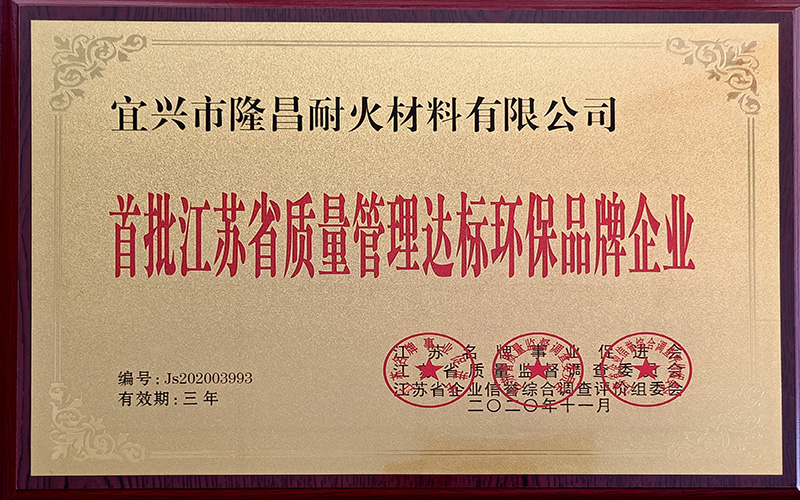 宜兴市隆昌耐火材料有限公司
首批江苏省质量管理达标环保品牌企业
江苏名牌事业促进会
江苏省质量监督调查委员会
编号:Js202003993
江苏省企业信誉综合调查评价组委会
有效期:三年
二〇二〇年十一月